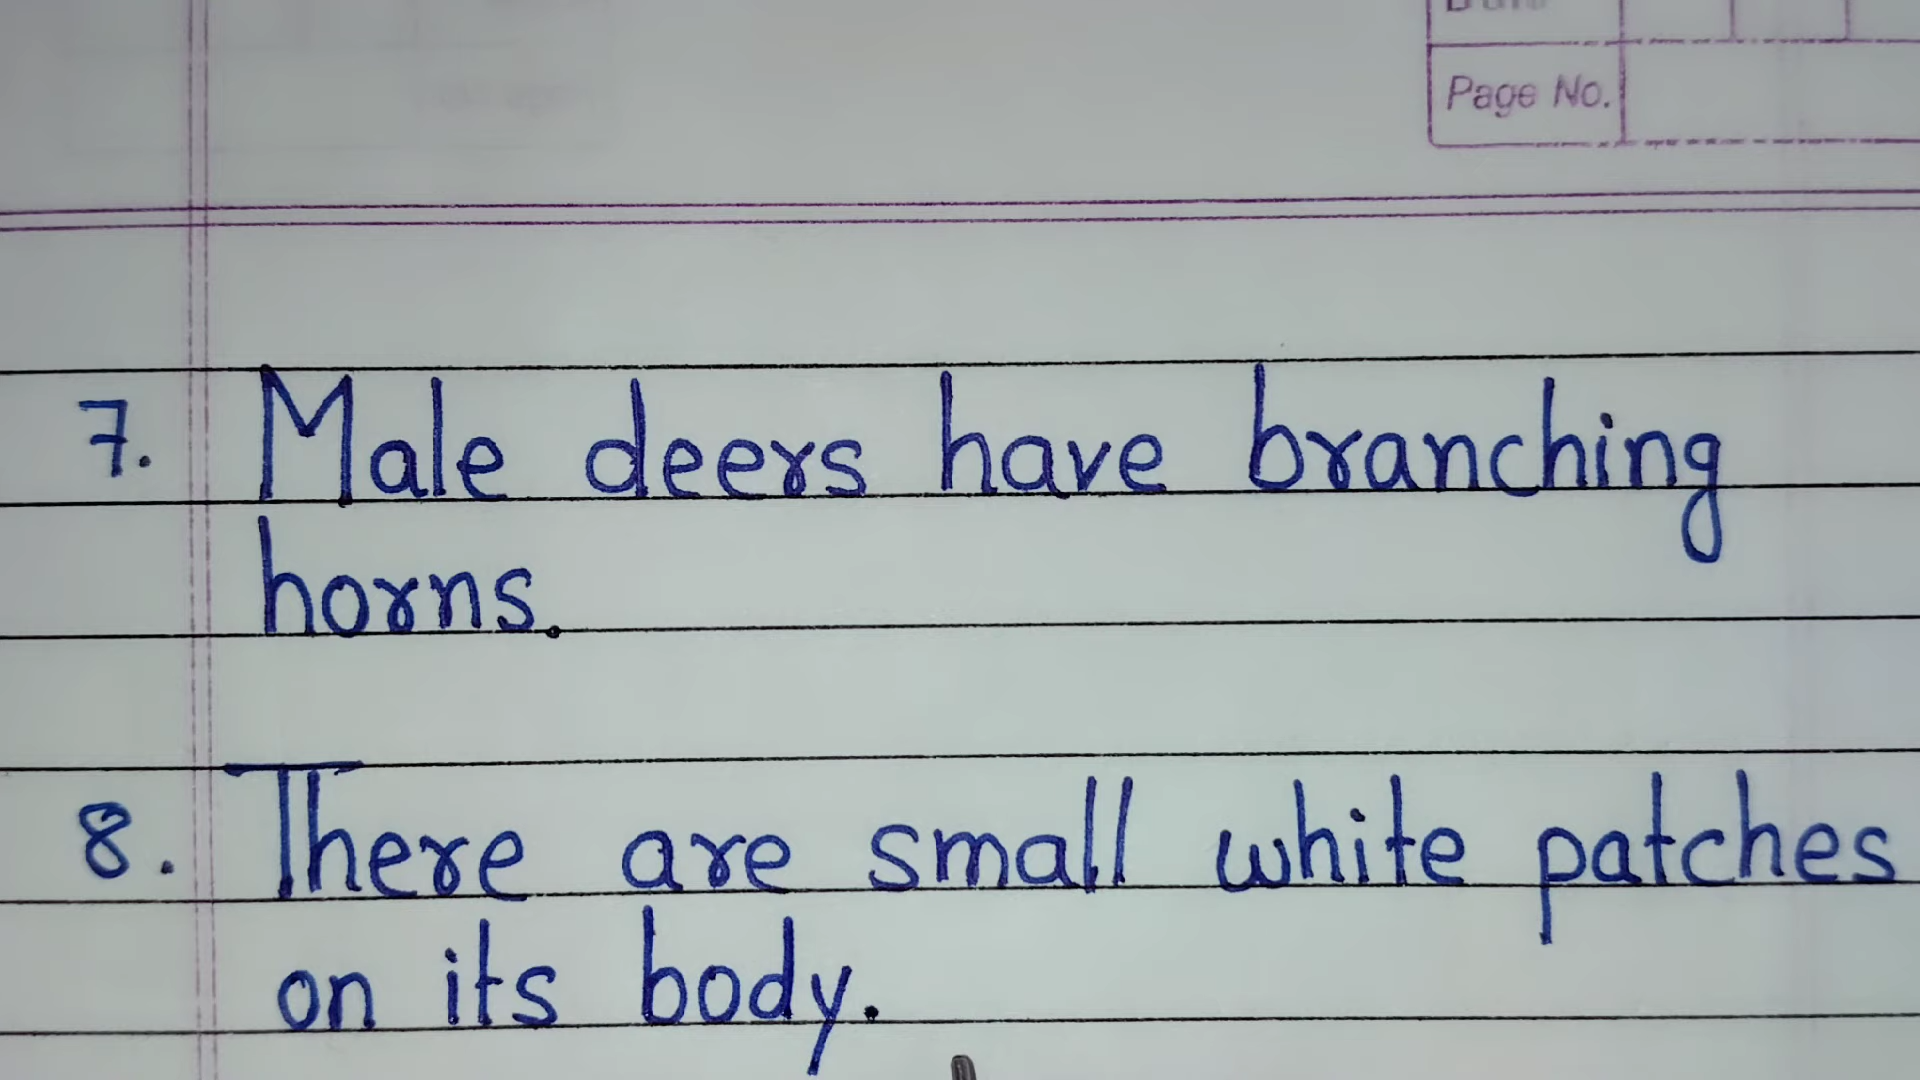 Page No.
7. Male deers have branching
horns.
8. There are small white patches
on its body.